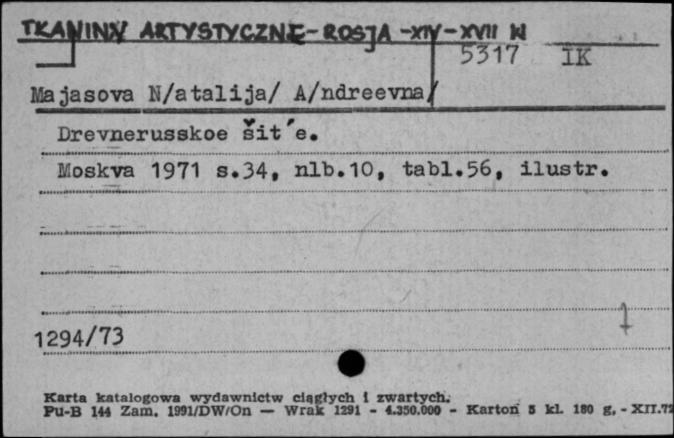 TKANINY ARTYSTYCZNE - ROSJA - XIV - XVII W
5317 IK
Majasova N/atalija/ A/ndreevna/
Drevnerusskoe šit´e.
Moskva 1971 s.34, nlb.10, tabl.56, ilustr.
1294/73
Karta katalogowa wydawnictw ciągłych i zwartych.
Pu-B 144 Zam. 1991/DW/On — Wrak 1291 - 4.350.000 - Karton 5 kl. 180 g. - XII.72